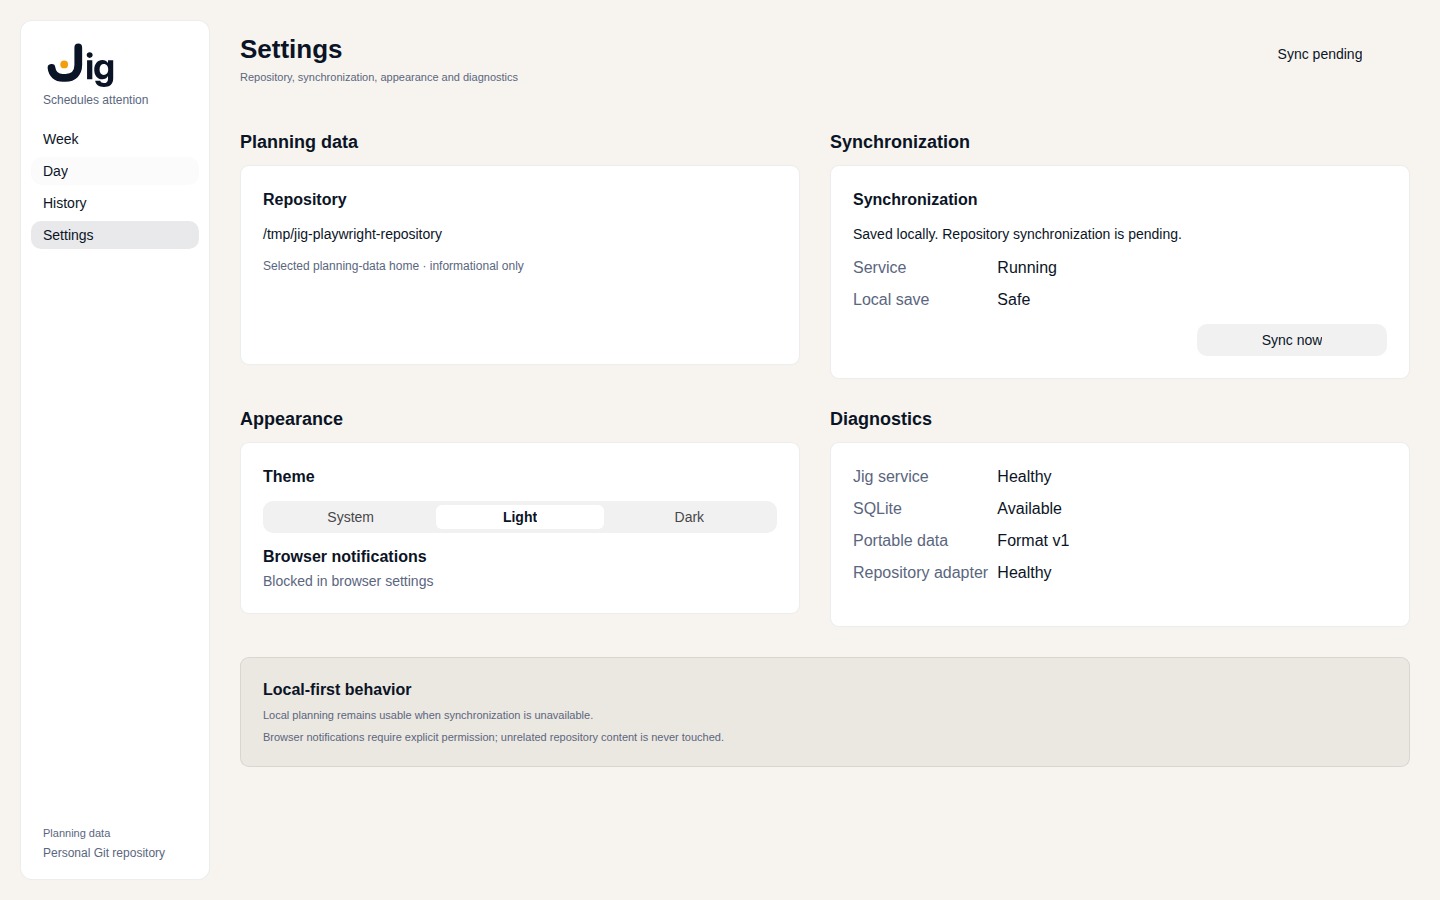 Jig
Schedules attention
Week
Day
History
Settings
Planning data
Personal Git repository
Settings
Repository, synchronization, appearance and diagnostics
Sync pending
Planning data
Repository
/tmp/jig-playwright-repository
Selected planning-data home · informational only
Synchronization
Synchronization
Saved locally. Repository synchronization is pending.
Service Running
Local save Safe
Sync now
Appearance
Theme
System Light Dark
Browser notifications
Blocked in browser settings
Diagnostics
Jig service Healthy
SQLite Available
Portable data Format v1
Repository adapter Healthy
Local-first behavior
Local planning remains usable when synchronization is unavailable.
Browser notifications require explicit permission; unrelated repository content is never touched.